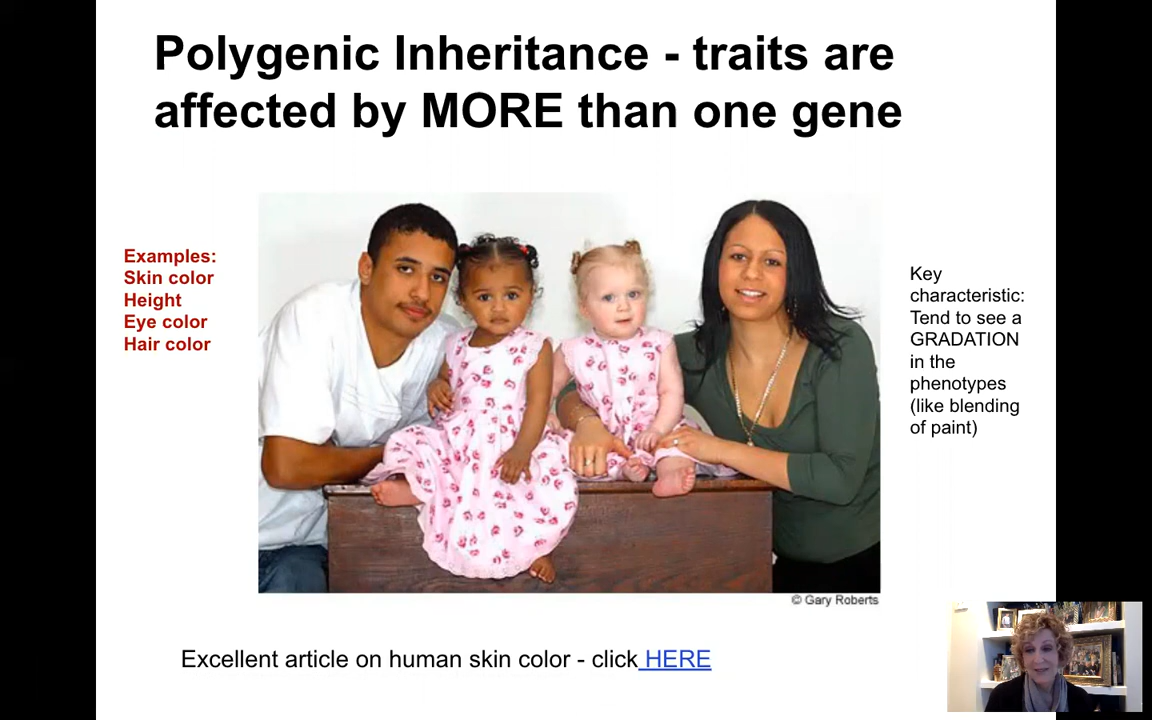 Polygenic Inheritance - traits are
affected by MORE than one gene
Examples:
Skin color
Height
Eye color
Hair color
Key
characteristic:
Tend to see a
GRADATION
in the
phenotypes
(like blending
of paint)
© Gary Roberts
Excellent article on human skin color - click HERE